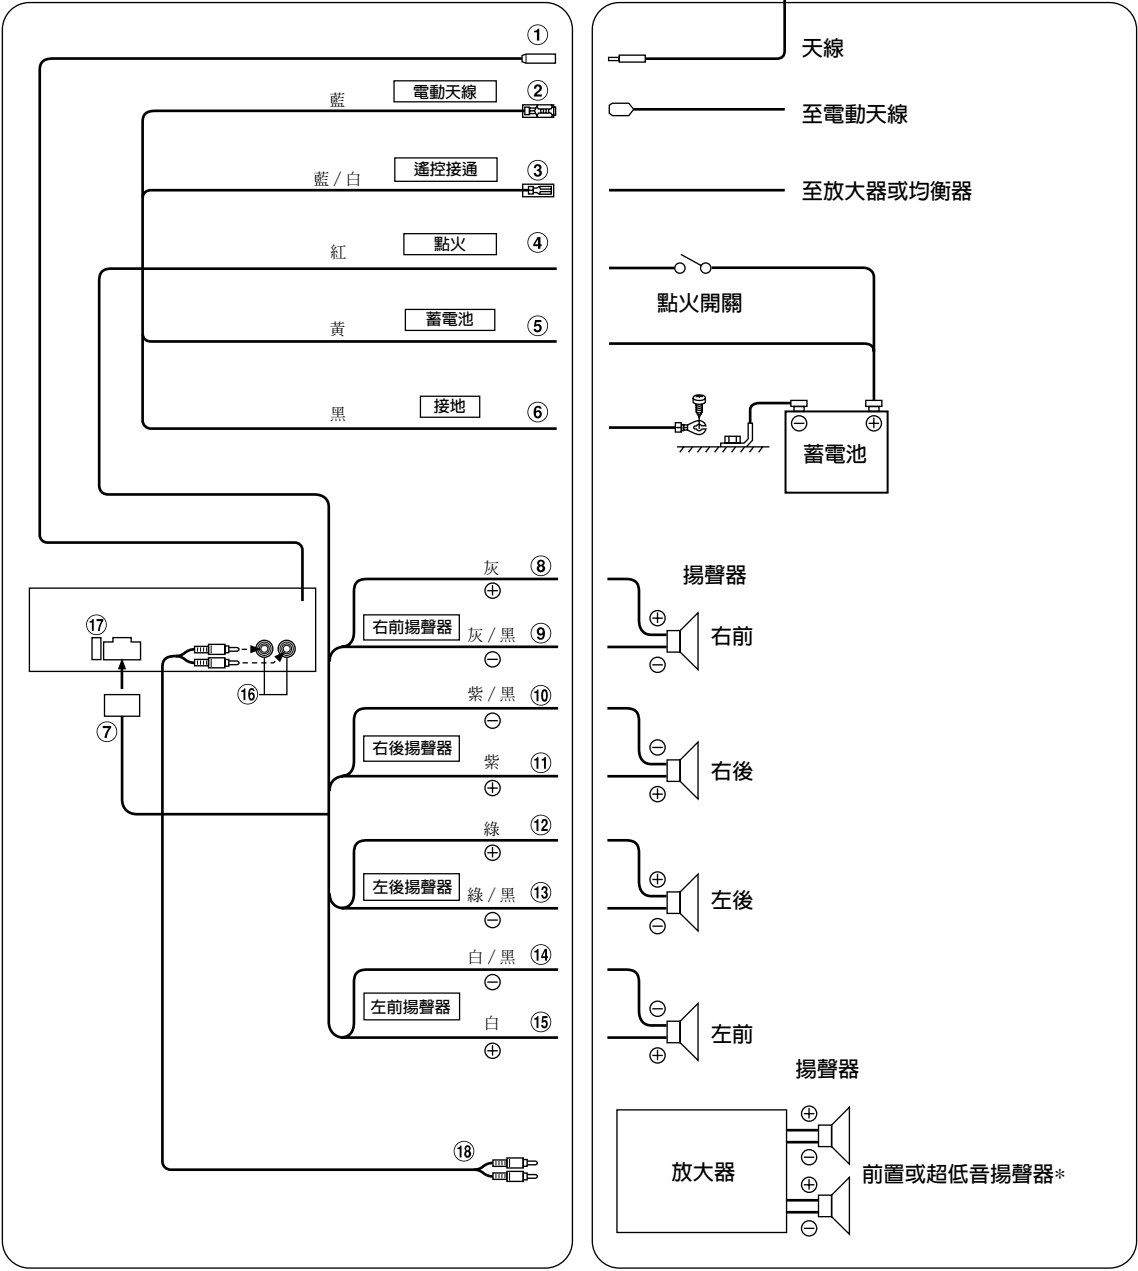 ①
天線
藍
電動天線
②
至電動天線
藍 / 白
遙控接通
③
至放大器或均衡器
紅
點火
④
點火開關
黃
蓄電池
⑤
黑
接地
⑥
⊖ ⊕
蓄電池
灰
⑧
⊕
右前揚聲器
灰 / 黑
⑨
⊖
揚聲器
⊕
右前
⊖
⑰
⑯
⑦
紫 / 黑
⑩
⊖
右後揚聲器
紫
⑪
⊕
⊖
右後
⊕
綠
⑫
⊕
左後揚聲器
綠 / 黑
⑬
⊖
⊕
左後
⊖
白 / 黑
⑭
⊖
左前揚聲器
白
⑮
⊕
⊖
左前
⊕
⑱
揚聲器
放大器
⊕
⊖
⊕
⊖
前置或超低音揚聲器*